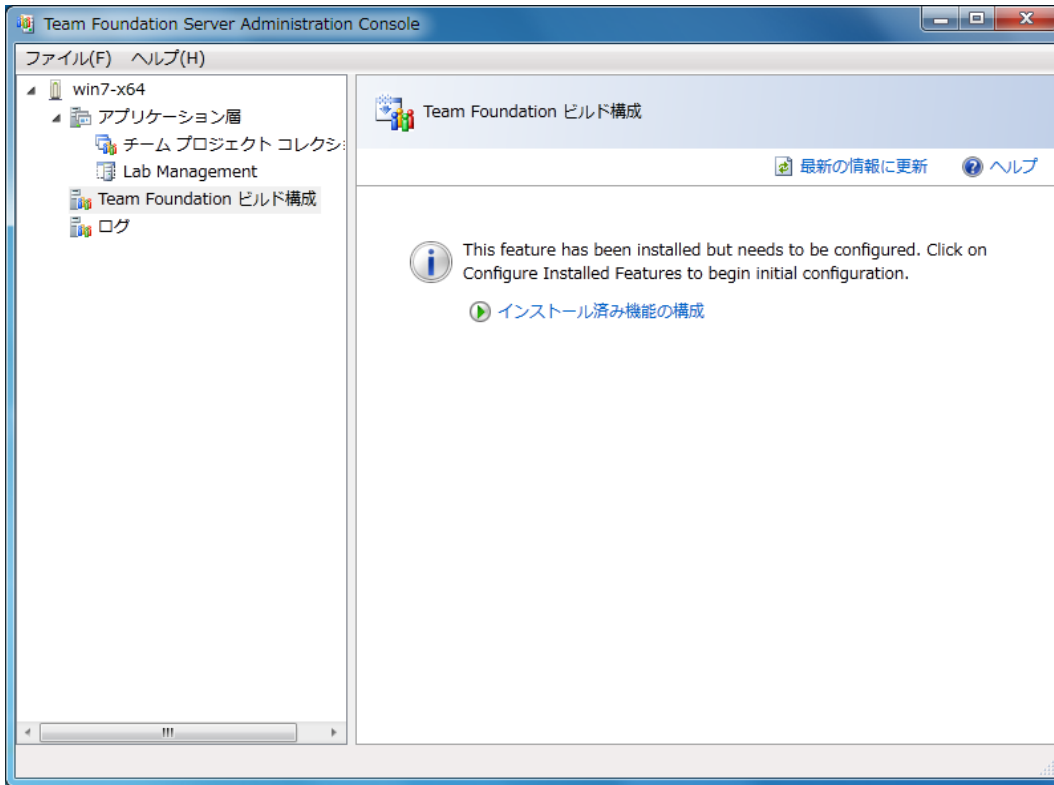 Team Foundation Server Administration Console
ファイル(F) ヘルプ(H)
win7-x64
アプリケーション層
チーム プロジェクト コレクシ
Lab Management
Team Foundation ビルド構成
ログ
Team Foundation ビルド構成
最新の情報に更新 ヘルプ
This feature has been installed but needs to be configured. Click on
Configure Installed Features to begin initial configuration.
インストール済み機能の構成